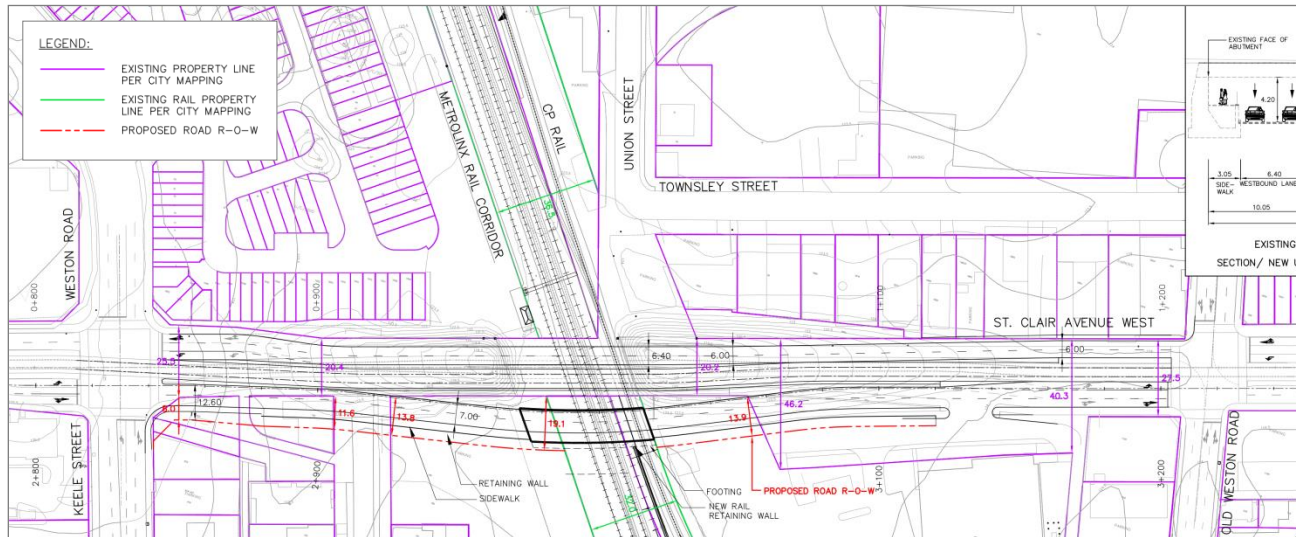 LEGEND:
EXISTING PROPERTY LINE
PER CITY MAPPING
EXISTING RAIL PROPERTY
LINE PER CITY MAPPING
PROPOSED ROAD R-O-W
METROLINX RAIL CORRIDOR
CP RAIL
UNION STREET
TOWNSLEY STREET
EXISTING FACE OF
ABUTMENT
4.20
3.05
6.40
SIDE-
WALK
WESTBOUND LANE
10.05
EXISTING
SECTION/ NEW U
WESTON ROAD
0+800
0+900
1+100
1+200
ST. CLAIR AVENUE WEST
25.5
20.4
6.40
6.00
20.2
6.00
27.5
12.60
8.0
11.6
13.8
7.00
19.1
13.9
46.2
40.3
KEELE STREET
2+800
2+900
3+100
3+200
OLD WESTON ROAD
RETAINING WALL
SIDEWALK
FOOTING
NEW RAIL
RETAINING WALL
PROPOSED ROAD R-O-W